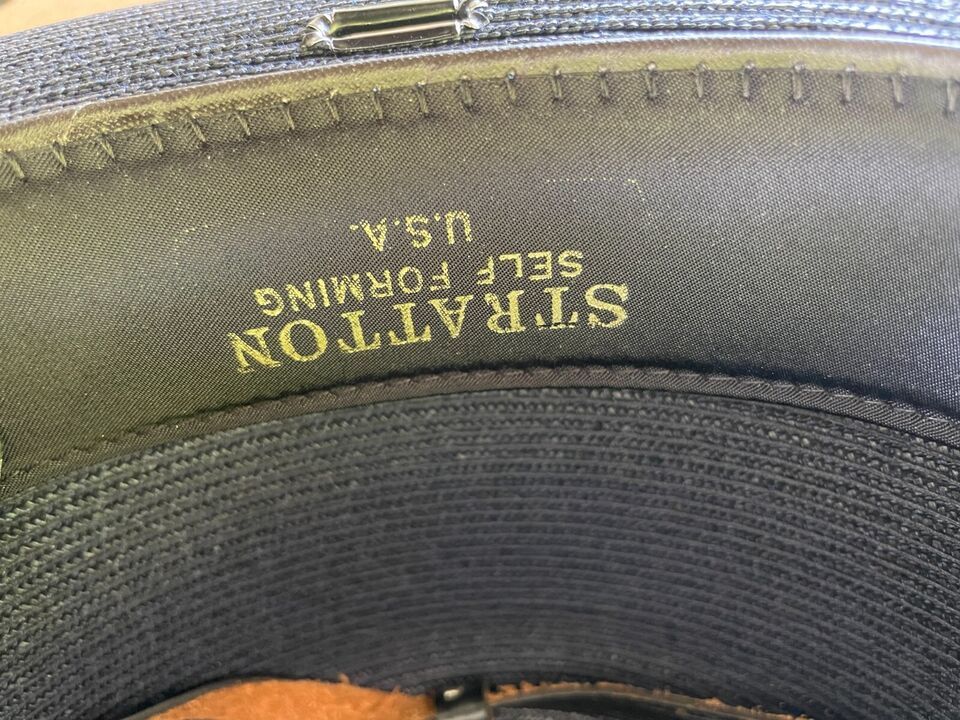 STRATTON
SELF FORMING
U.S.A.